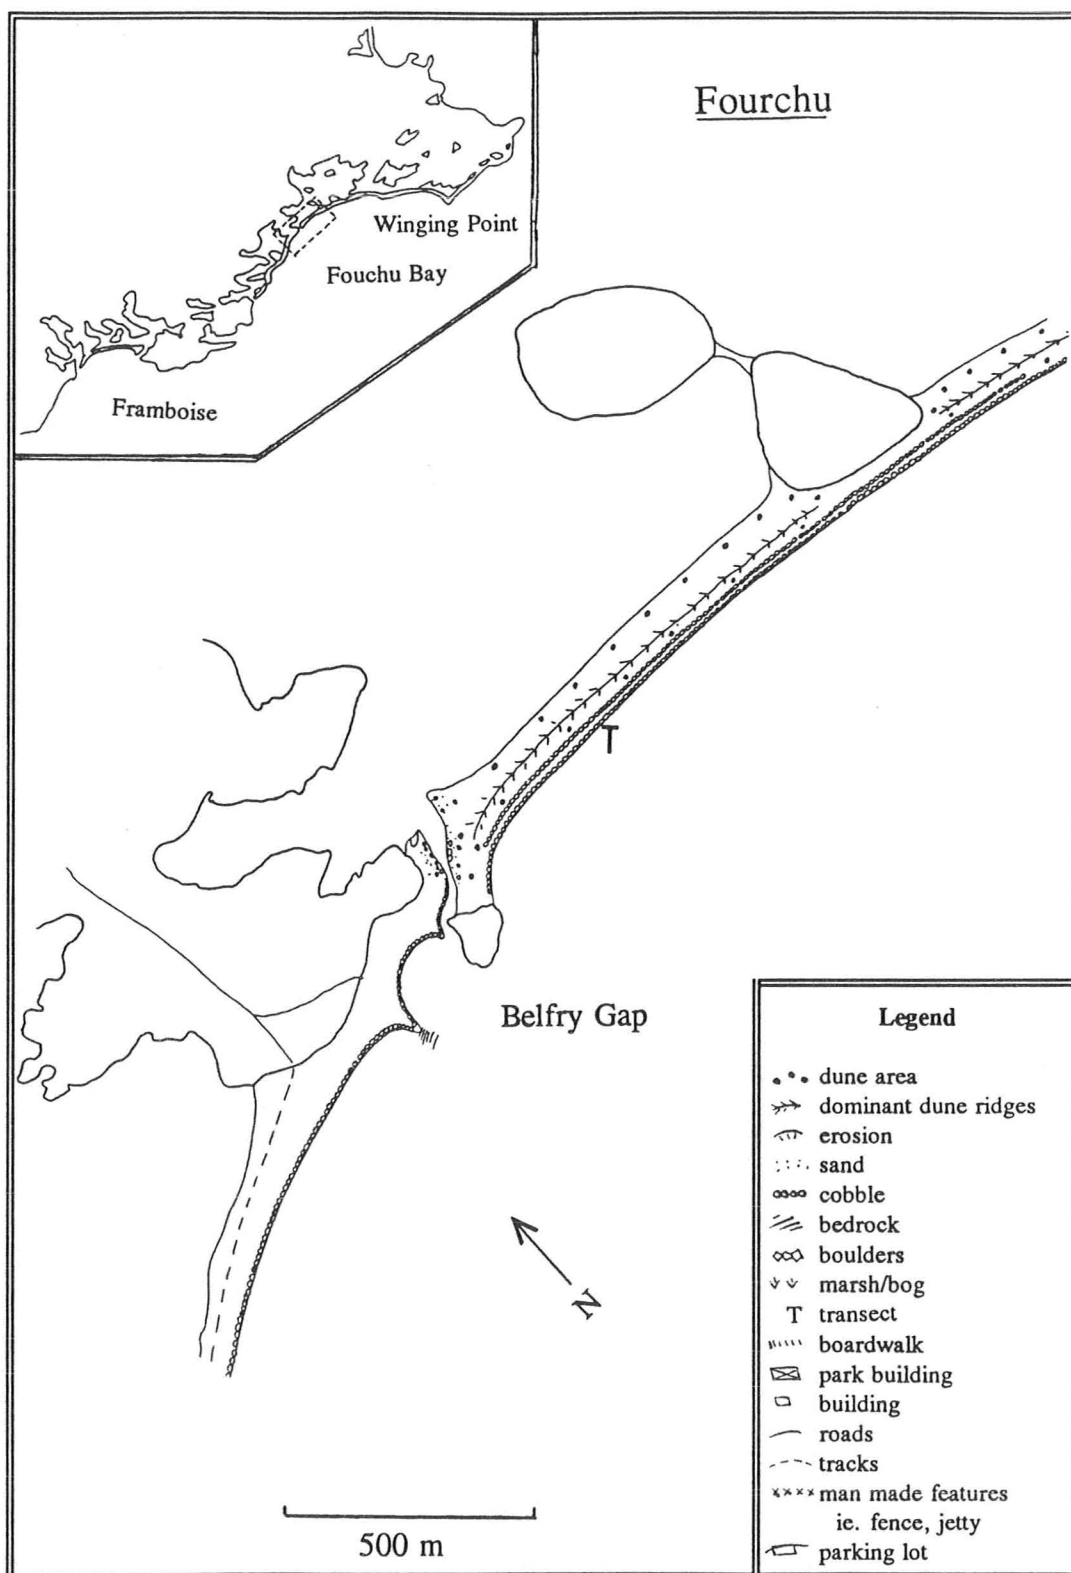 Fourchu
Winging Point
Fouchu Bay
Framboise
T
Belfry Gap
N
500 m
Legend
dune area
dominant dune ridges
erosion
sand
cobble
bedrock
boulders
marsh/bog
T transect
boardwalk
park building
building
roads
tracks
man made features
ie. fence, jetty
parking lot